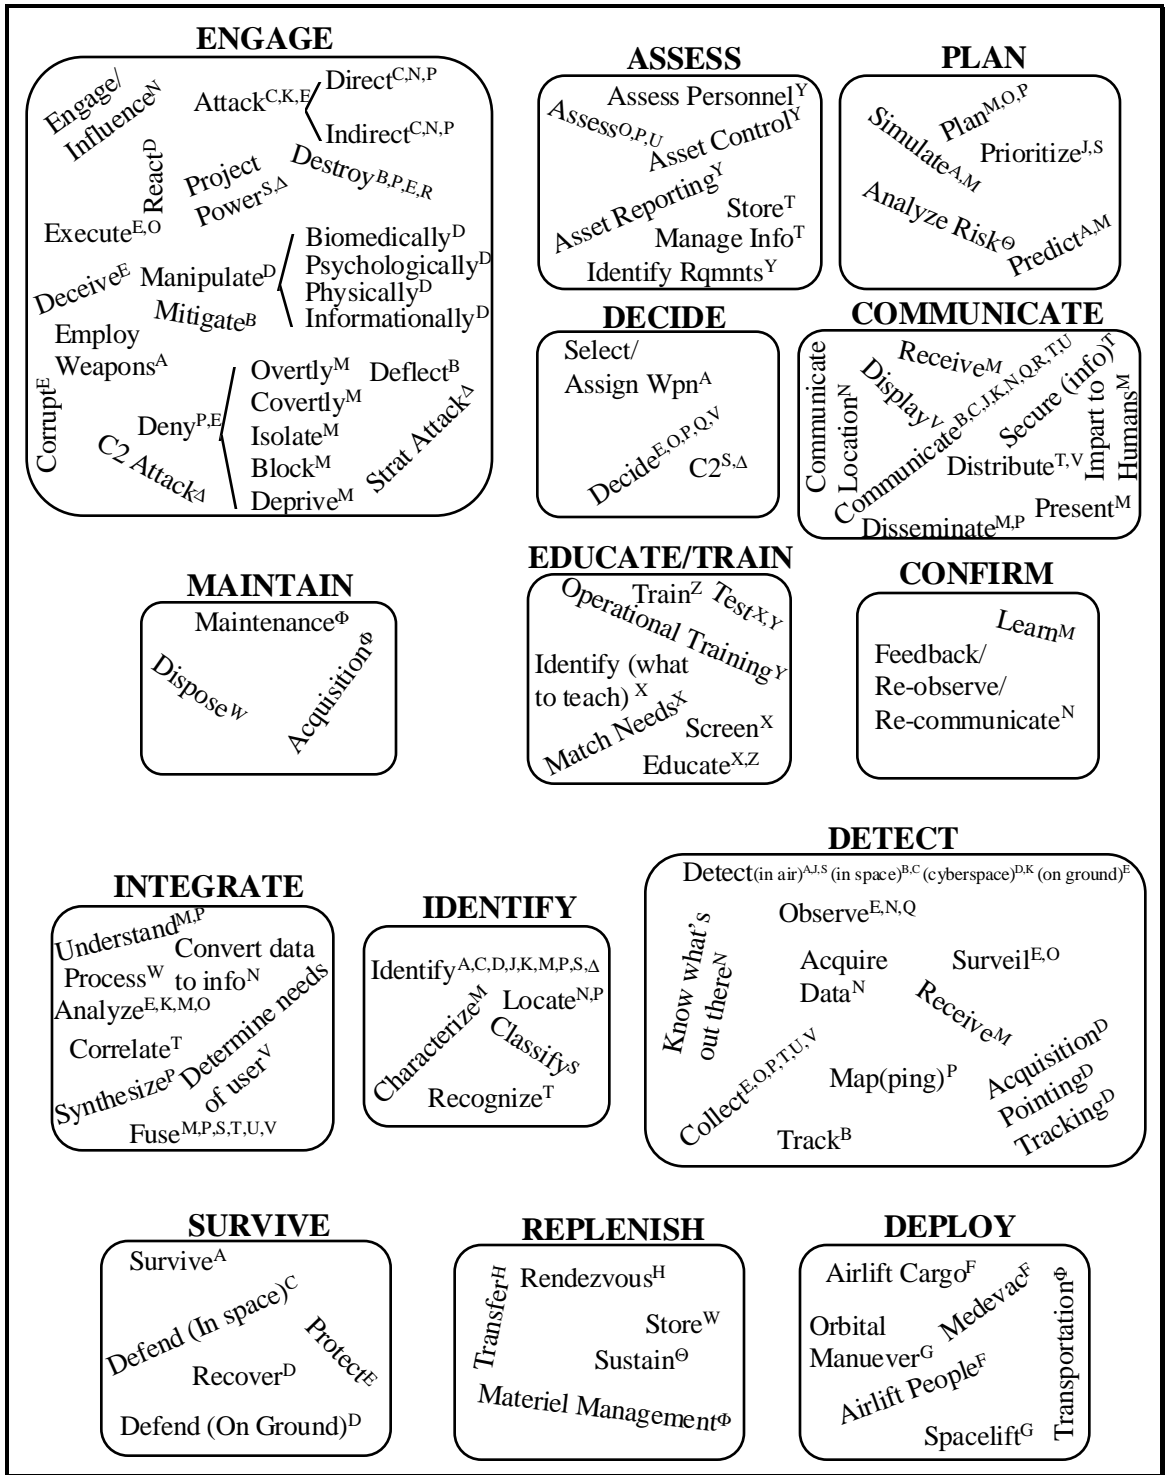 ENGAGE
Engage/
Influence^N
Attack^C,K,E
Direct^C,N,P
Indirect^C,N,P
React^D
Project
Power^S,Δ
Destroy^B,P,E,R
Execute^E,O
Deceive^E
Manipulate^D
Biomedically^D
Psychologically^D
Physically^D
Informationally^D
Mitigate^B
Employ
Weapons^A
Corrupt^E
Deny^P,E
Overtly^M
Covertly^M
Isolate^M
Block^M
Deprive^M
Deflect^B
C2 Attack^Δ
Strat Attack^Δ
ASSESS
Assess Personnel^Y
Assess^O,P,U
Asset Control^Y
Asset Reporting^Y
Store^T
Manage Info^T
Identify Rqmnts^Y
PLAN
Plan^M,O,P
Simulate^A,M
Prioritize^J,S
Analyze Risk^Θ
Predict^A,M
DECIDE
Select/
Assign Wpn^A
Decide^E,O,P,Q,V
C2^S,Δ
COMMUNICATE
Communicate
Location^N
Receive^M
Display^V
Communicate^B,C,J,K,N,Q,R,T,U
Secure (info)^T
Impart to
Humans^M
Distribute^T,V
Present^M
Disseminate^M,P
MAINTAIN
Maintenance^Φ
Dispose^W
Acquisition^Φ
EDUCATE/TRAIN
Train^Z
Test^X,Y
Operational Training^Y
Identify (what
to teach)^X
Match Needs^X
Screen^X
Educate^X,Z
CONFIRM
Learn^M
Feedback/
Re-observe/
Re-communicate^N
INTEGRATE
Understand^M,P
Convert data
to info^N
Process^W
Analyze^E,K,M,O
Correlate^T
Determine needs
of user^V
Synthesize^P
Fuse^M,P,S,T,U,V
IDENTIFY
Identify^A,C,D,J,K,M,P,S,Δ
Locate^N,P
Characterize^M
Classify^S
Recognize^T
DETECT
Detect(in air)^A,J,S (in space)^B,C (cyberspace)^D,K (on ground)^E
Observe^E,N,Q
Know what's
out there^N
Acquire
Data^N
Surveil^E,O
Receive^M
Collect^E,O,P,T,U,V
Map(ping)^P
Acquisition^D
Pointing^D
Tracking^D
Track^B
SURVIVE
Survive^A
Defend (In space)^C
Protect^E
Recover^D
Defend (On Ground)^D
REPLENISH
Transfer^H
Rendezvous^H
Store^W
Sustain^Θ
Materiel Management^Φ
DEPLOY
Airlift Cargo^F
Medevac^F
Orbital
Manuever^G
Airlift People^F
Transportation^Φ
Spacelift^G